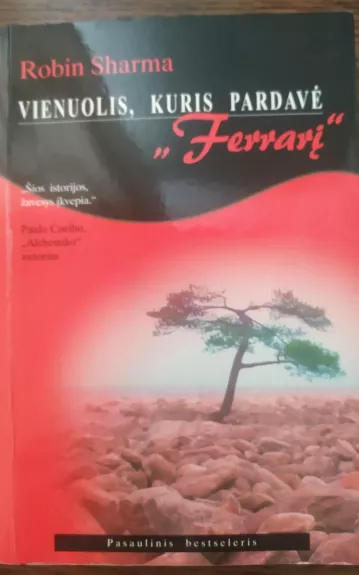 Robin Sharma
VIENUOLIS, KURIS PARDAVĖ
„Ferrarį“
„Šios istorijos,
žavesys įkvepia.“
Paulo Coelho,
„Alchemiko“
autorius
Pasaulinis bestseleris